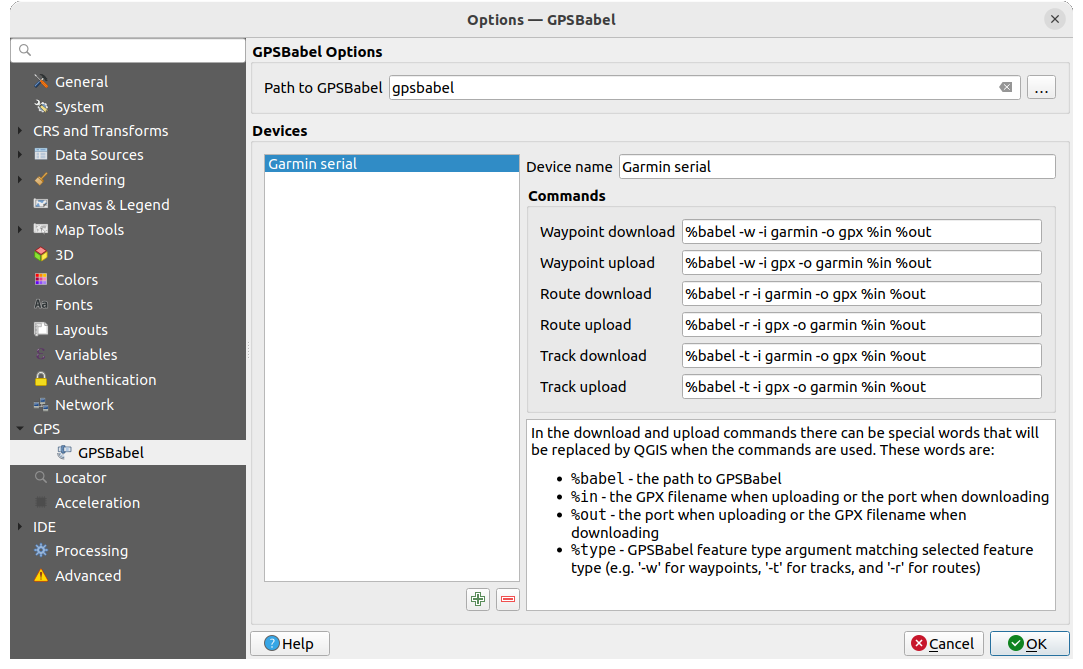 Options — GPSBabel
General
System
CRS and Transforms
Data Sources
Rendering
Canvas & Legend
Map Tools
3D
Colors
Fonts
Layouts
Variables
Authentication
Network
GPS
GPSBabel
Locator
Acceleration
IDE
Processing
Advanced
GPSBabel Options
Path to GPSBabel gpsbabel ...
Devices
Garmin serial
Device name Garmin serial
Commands
Waypoint download %babel -w -i garmin -o gpx %in %out
Waypoint upload %babel -w -i gpx -o garmin %in %out
Route download %babel -r -i garmin -o gpx %in %out
Route upload %babel -r -i gpx -o garmin %in %out
Track download %babel -t -i garmin -o gpx %in %out
Track upload %babel -t -i gpx -o garmin %in %out
In the download and upload commands there can be special words that will
be replaced by QGIS when the commands are used. These words are:
• %babel - the path to GPSBabel
• %in - the GPX filename when uploading or the port when downloading
• %out - the port when uploading or the GPX filename when
downloading
• %type - GPSBabel feature type argument matching selected feature
type (e.g. '-w' for waypoints, '-t' for tracks, and '-r' for routes)
Help
Cancel
OK